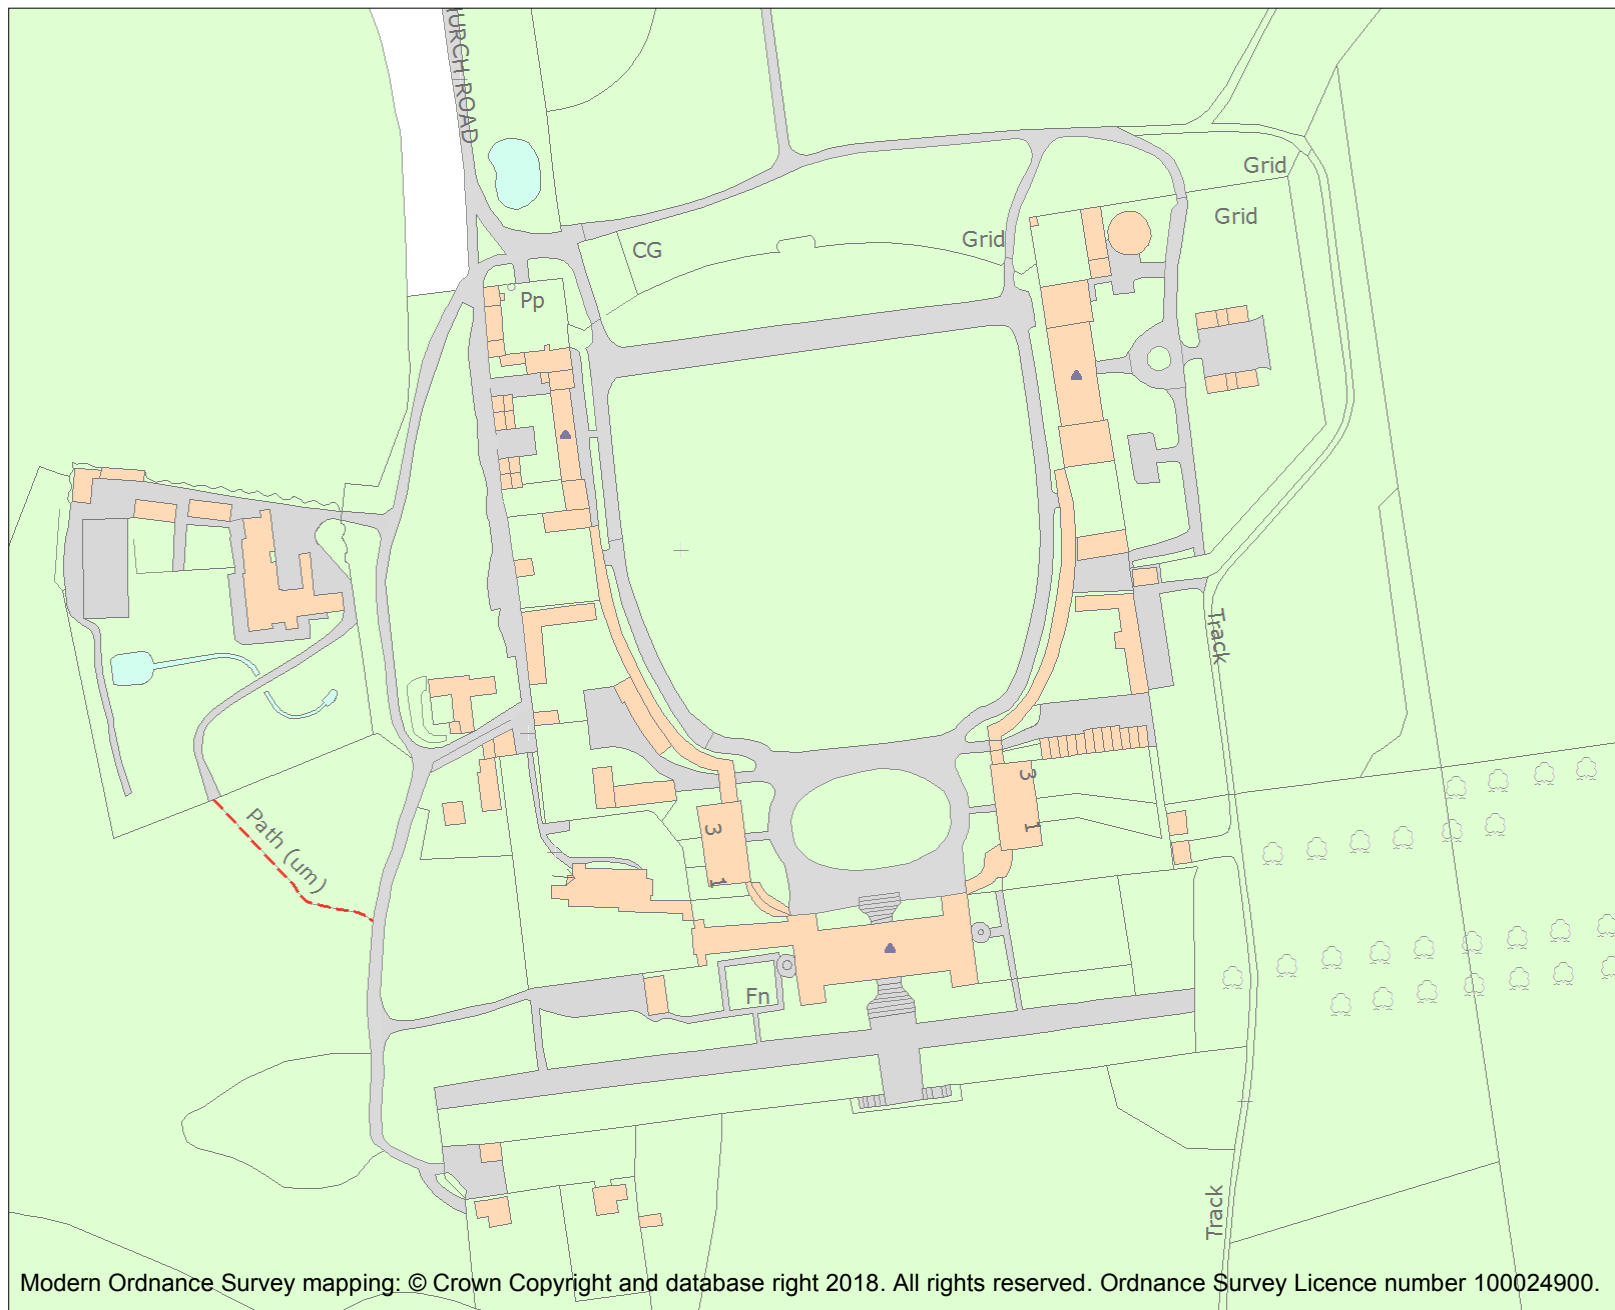 HURCH ROAD
Grid
Grid
Grid
CG
Pp
Track
Path (um)
3
1
3
1
Fn
Track
Modern Ordnance Survey mapping: © Crown Copyright and database right 2018. All rights reserved. Ordnance Survey Licence number 100024900.